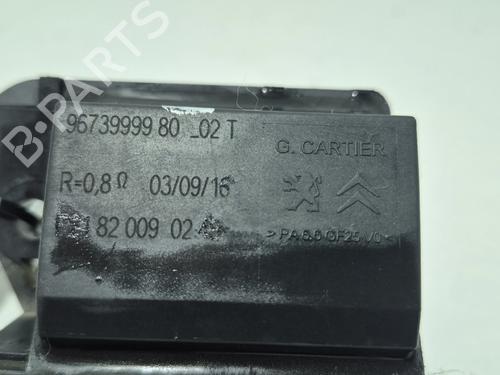 96739999 80 _02 T
G. CARTIER
R=0,8 Ω 03/09/16
82 009 02
> PA 6.6 GF25 V0 <
B-PARTS